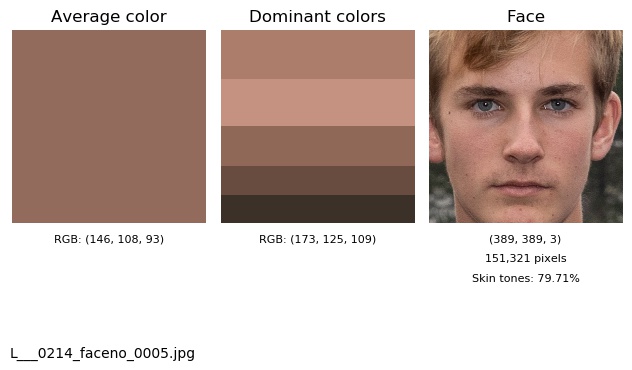 Average color
Dominant colors
Face
RGB: (146, 108, 93)
RGB: (173, 125, 109)
(389, 389, 3)
151,321 pixels
Skin tones: 79.71%
L___0214_faceno_0005.jpg